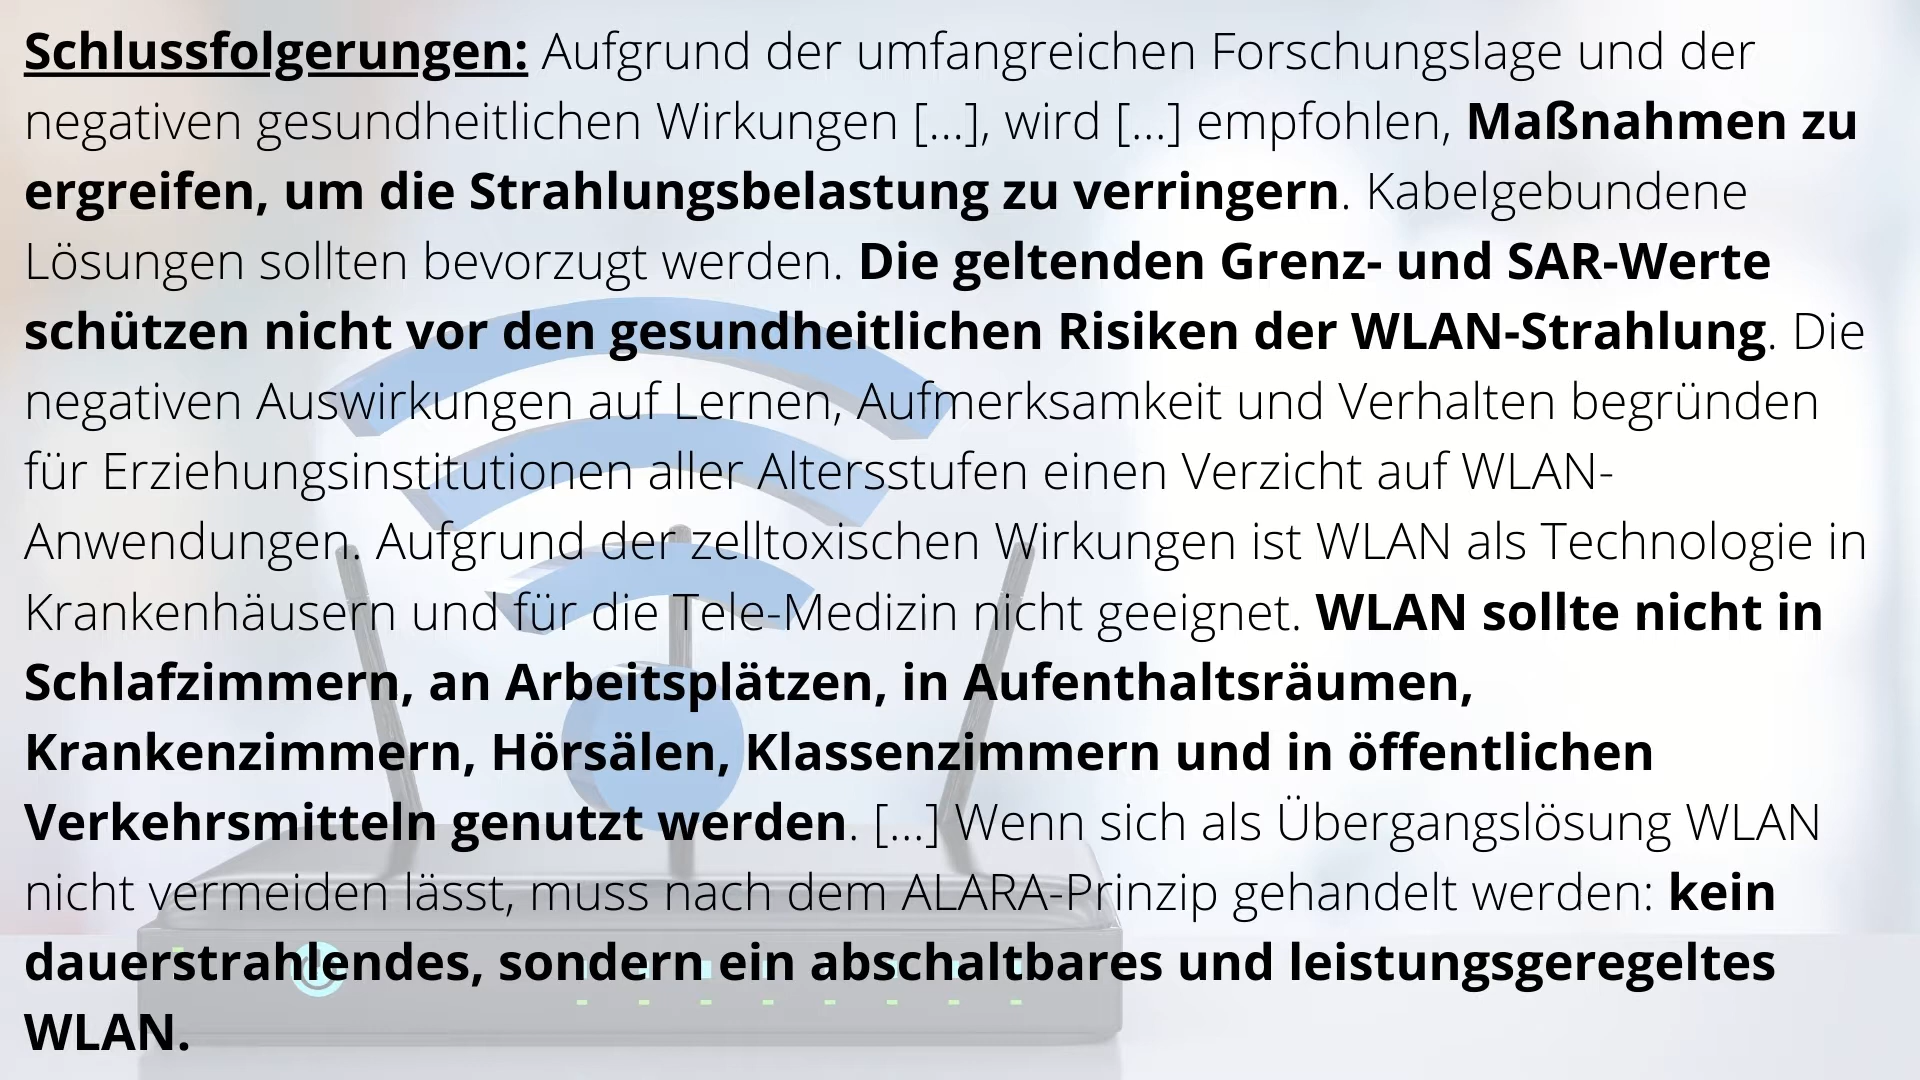 Schlussfolgerungen: Aufgrund der umfangreichen Forschungslage und der
negativen gesundheitlichen Wirkungen [...], wird [...] empfohlen, Maßnahmen zu
ergreifen, um die Strahlungsbelastung zu verringern. Kabelgebundene
Lösungen sollten bevorzugt werden. Die geltenden Grenz- und SAR-Werte
schützen nicht vor den gesundheitlichen Risiken der WLAN-Strahlung. Die
negativen Auswirkungen auf Lernen, Aufmerksamkeit und Verhalten begründen
für Erziehungsinstitutionen aller Altersstufen einen Verzicht auf WLAN-
Anwendungen. Aufgrund der zelltoxischen Wirkungen ist WLAN als Technologie in
Krankenhäusern und für die Tele-Medizin nicht geeignet. WLAN sollte nicht in
Schlafzimmern, an Arbeitsplätzen, in Aufenthaltsräumen,
Krankenzimmern, Hörsälen, Klassenzimmern und in öffentlichen
Verkehrsmitteln genutzt werden. [...] Wenn sich als Übergangslösung WLAN
nicht vermeiden lässt, muss nach dem ALARA-Prinzip gehandelt werden: kein
dauerstrahlendes, sondern ein abschaltbares und leistungsgeregeltes
WLAN.